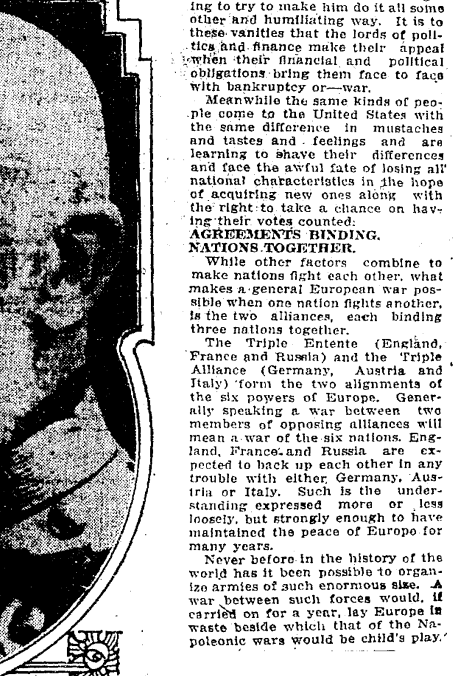 ing to try to make him do it all some
other and humiliating way. It is to
these vanities that the lords of poli-
tics and finance make their appeal
when their financial and political
obligations bring them face to face
with bankruptcy or—war.
Meanwhile the same kinds of peo-
ple come to the United States with
the same difference in mustaches
and tastes and feelings and are
learning to shave their differences
and face the awful fate of losing all
national characteristics in the hope
of acquiring new ones along with
the right to take a chance on hav-
ing their votes counted.
AGREEMENTS BINDING
NATIONS TOGETHER.
While other factors combine to
make nations fight each other, what
makes a general European war pos-
sible when one nation fights another,
is the two alliances, each binding
three nations together.
The Triple Entente (England,
France and Russia) and the Triple
Alliance (Germany, Austria and
Italy) form the two alignments of
the six powers of Europe. Gener-
ally speaking a war between two
members of opposing alliances will
mean a war of the six nations. Eng-
land, France and Russia are ex-
pected to back up each other in any
trouble with either Germany, Aus-
tria or Italy. Such is the under-
standing expressed more or less
loosely, but strongly enough to have
maintained the peace of Europe for
many years.
Never before in the history of the
world has it been possible to organ-
ize armies of such enormous size. A
war between such forces would, if
carried on for a year, lay Europe in
waste beside which that of the Na-
poleonic wars would be child's play.